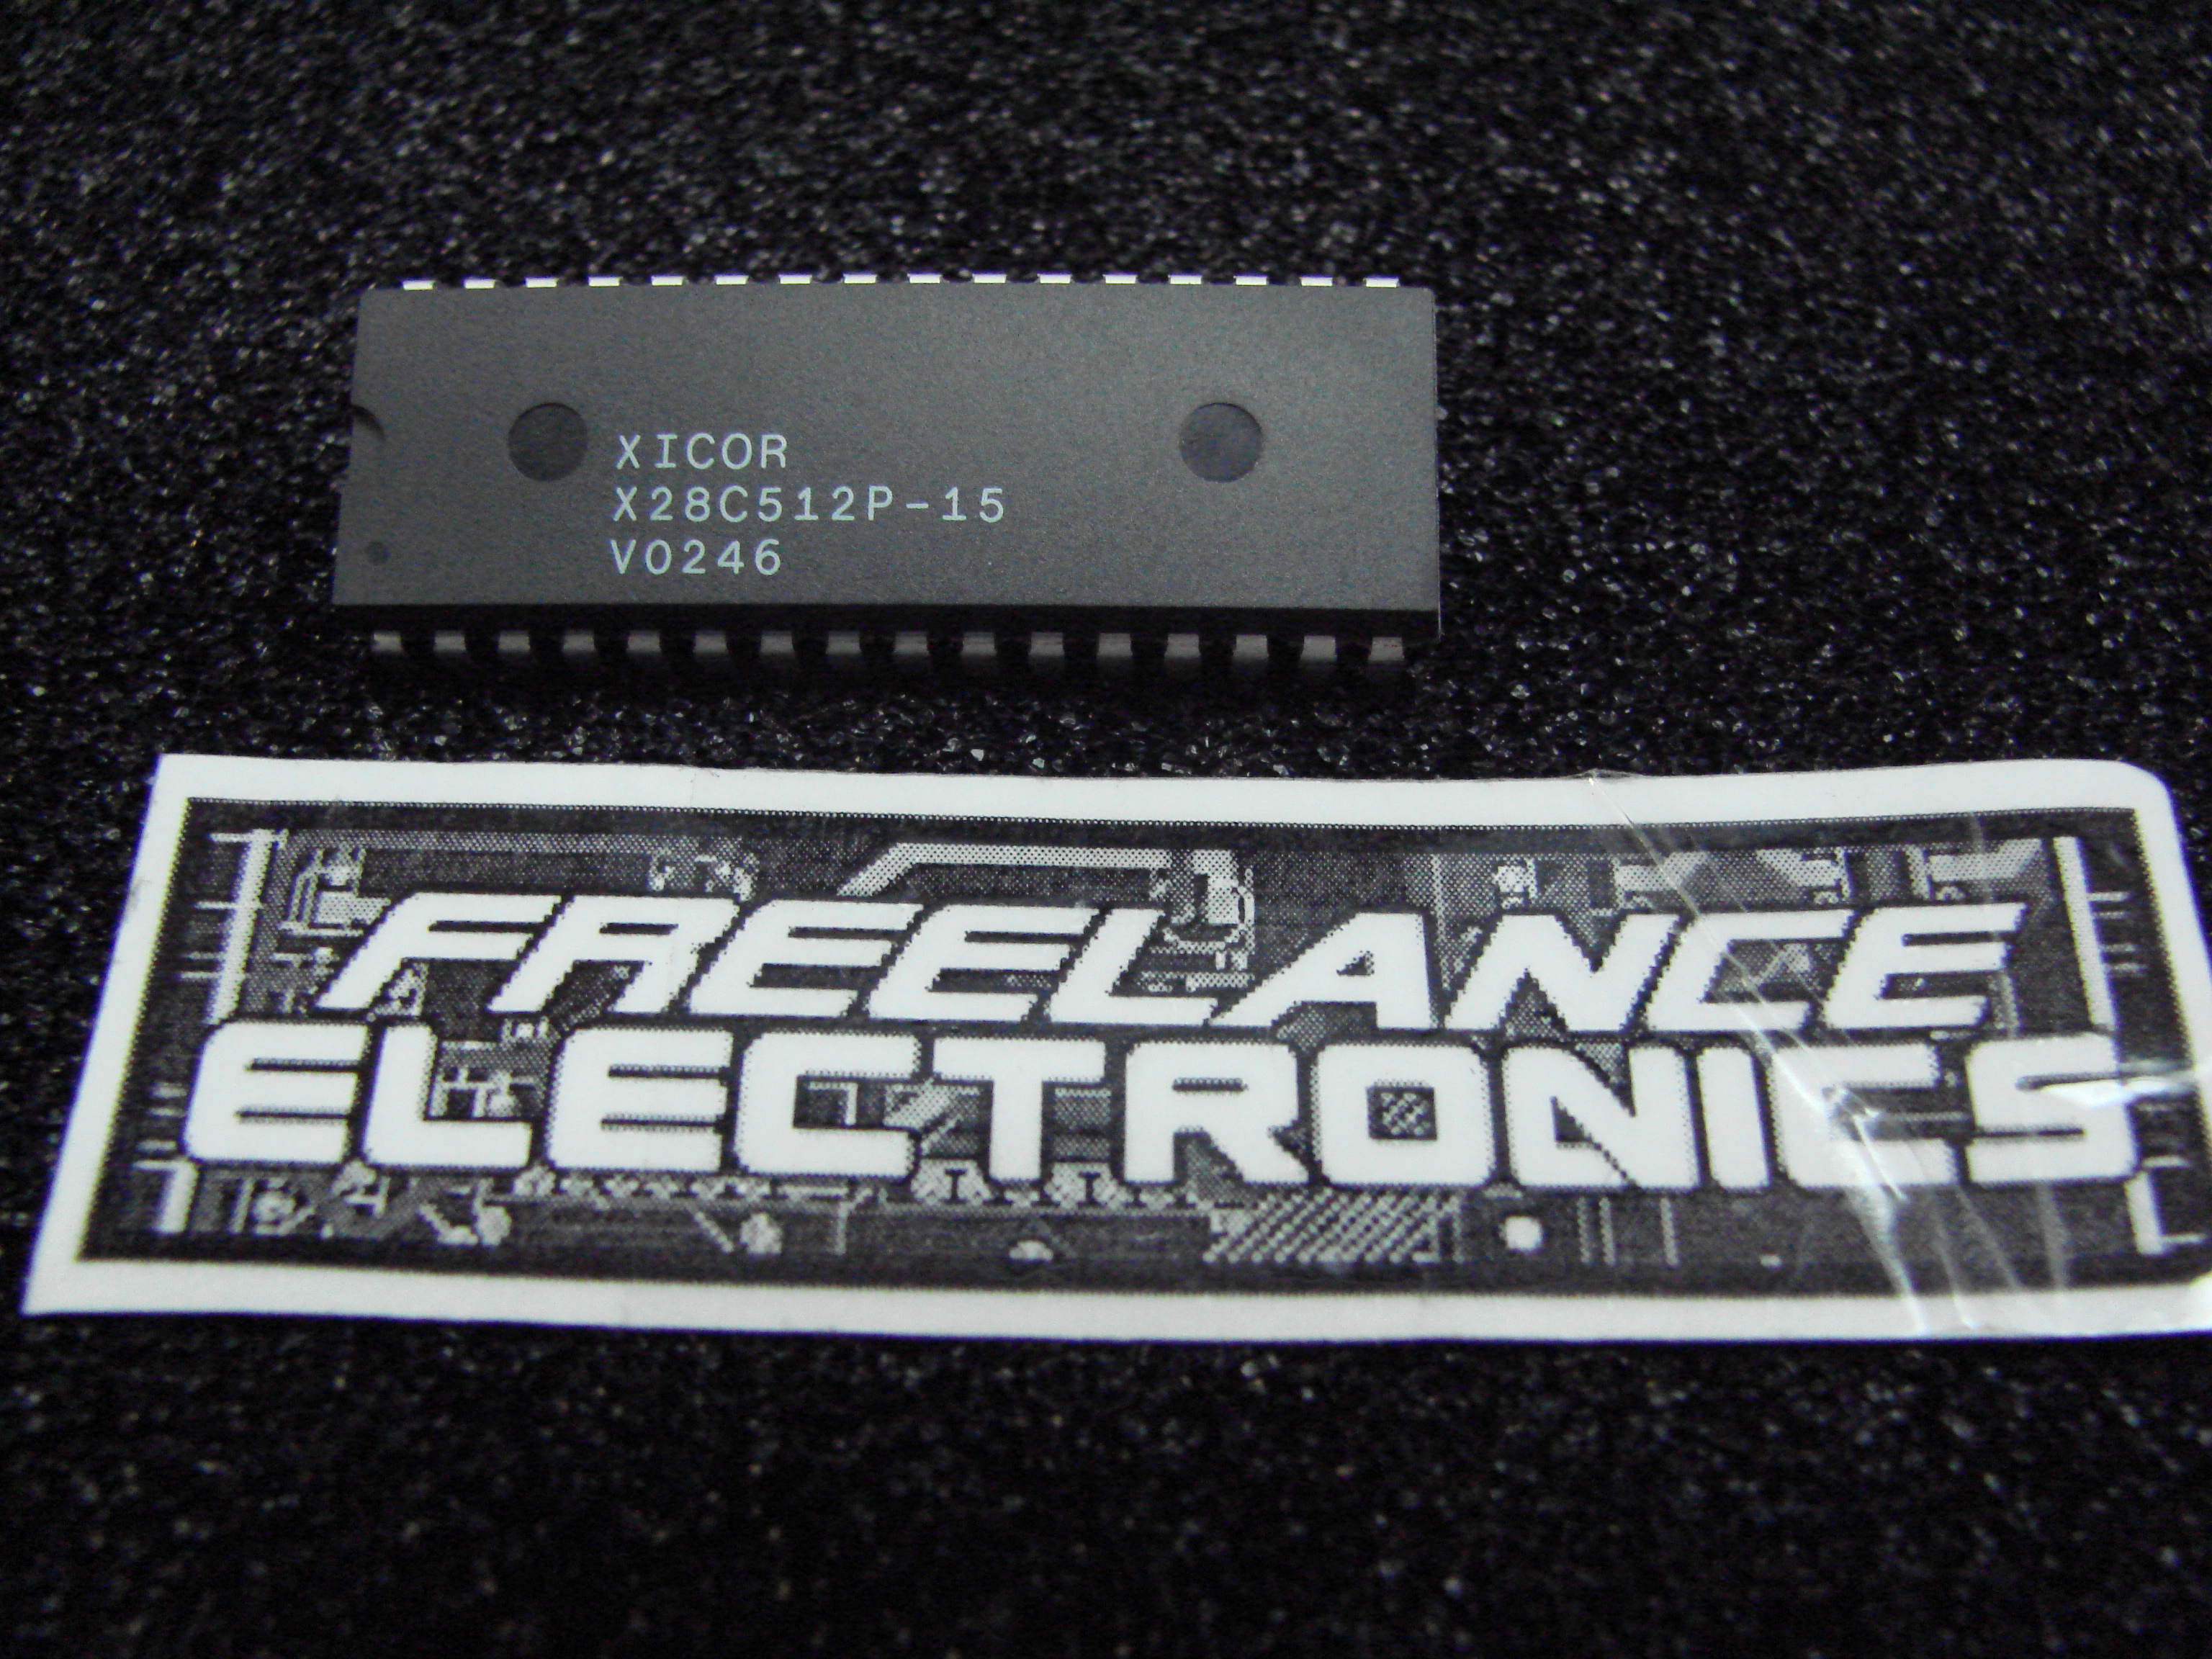 XICOR
X28C512P-15
V0246
FREELANCE
ELECTRONICS